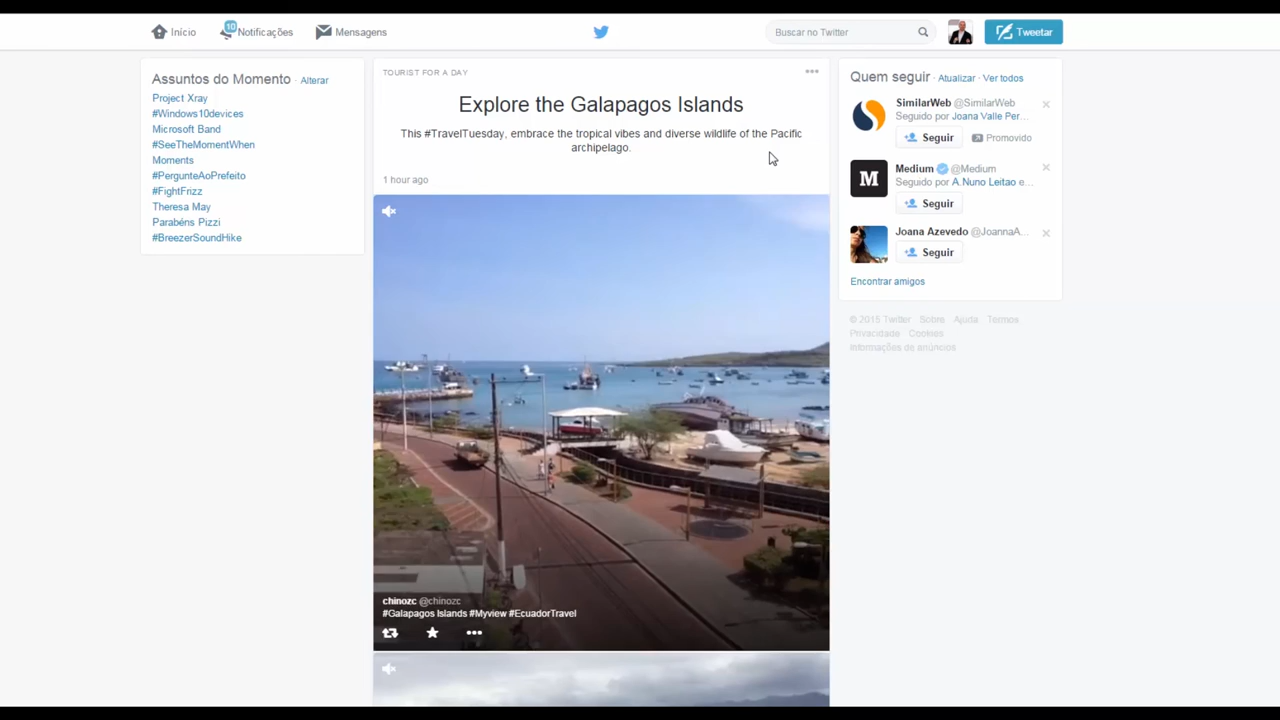 Início
10
Notificações
Mensagens
Buscar no Twitter
Tweetar
Assuntos do Momento · Alterar
Project Xray
#Windows10devices
Microsoft Band
#SeeTheMomentWhen
Moments
#PergunteAoPrefeito
#FightFrizz
Theresa May
Parabéns Pizzi
#BreezerSoundHike
TOURIST FOR A DAY
Explore the Galapagos Islands
This #TravelTuesday, embrace the tropical vibes and diverse wildlife of the Pacific
archipelago.
1 hour ago
chinozc @chinozc
#Galapagos Islands #Myview #EcuadorTravel
Quem seguir · Atualizar · Ver todos
SimilarWeb @SimilarWeb
Seguido por Joana Valle Per...
Seguir
Promovido
M
Medium @Medium
Seguido por A.Nuno Leitao e...
Seguir
Joana Azevedo @JoannaA...
Seguir
Encontrar amigos
© 2015 Twitter Sobre Ajuda Termos
Privacidade Cookies
Informações de anúncios